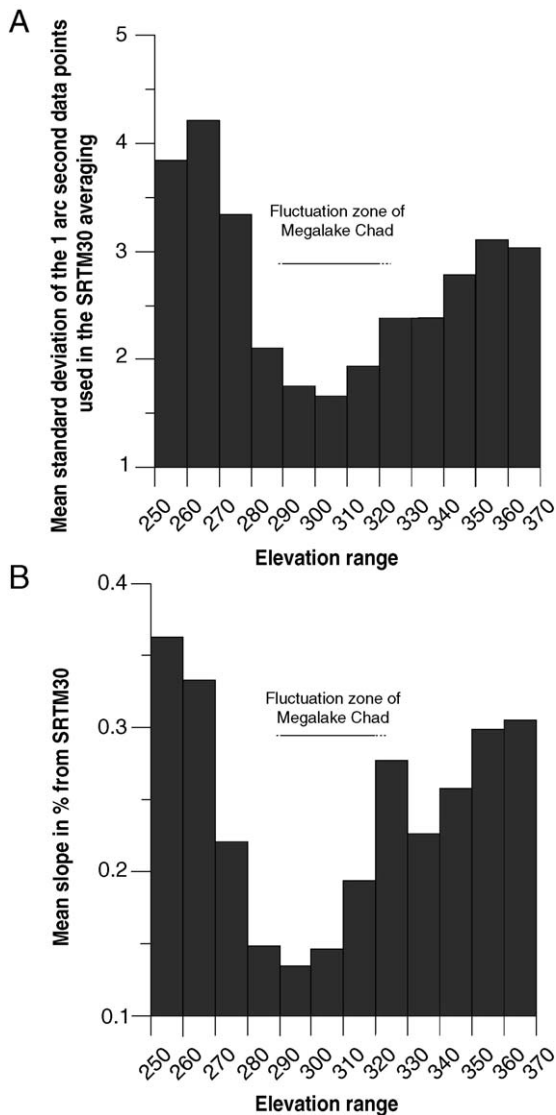 A
Mean standard deviation of the 1 arc second data points
used in the SRTM30 averaging
5
4
3
2
1
Fluctuation zone of
Megalake Chad
250 260 270 280 290 300 310 320 330 340 350 360 370
Elevation range
B
Mean slope in % from SRTM30
0.4
0.3
0.2
0.1
Fluctuation zone of
Megalake Chad
250 260 270 280 290 300 310 320 330 340 350 360 370
Elevation range